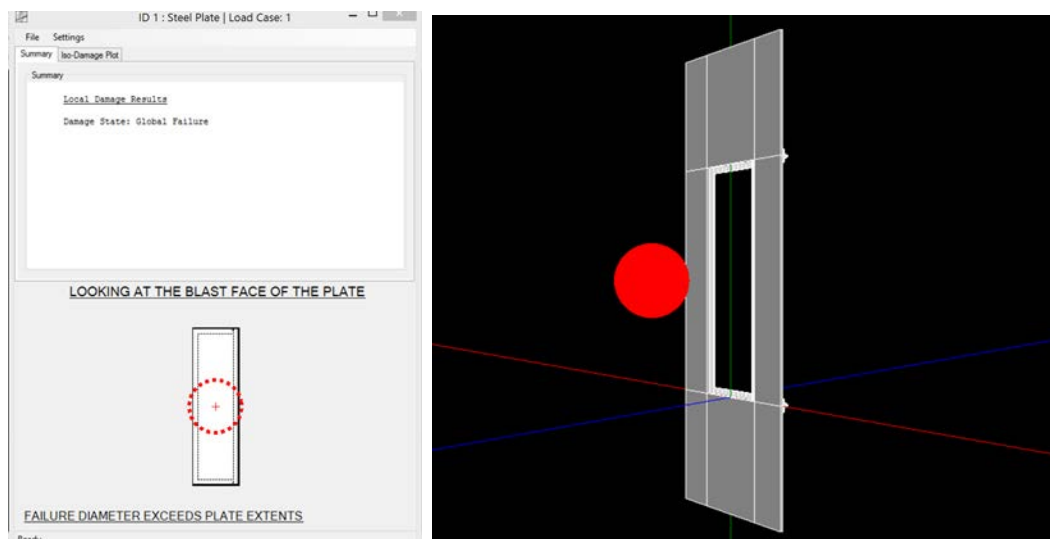 ID 1 : Steel Plate | Load Case: 1
File Settings
Summary Iso-Damage Plot
Summary
Local Damage Results
Damage State: Global Failure
LOOKING AT THE BLAST FACE OF THE PLATE
FAILURE DIAMETER EXCEEDS PLATE EXTENTS